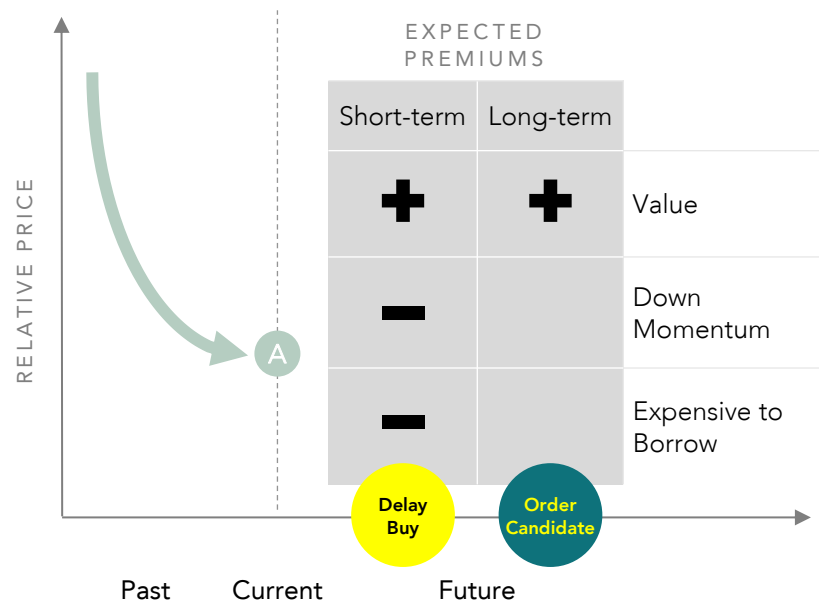 EXPECTED
PREMIUMS
Short-term
Long-term
+
+
Value
−
Down
Momentum
−
Expensive to
Borrow
RELATIVE PRICE
A
Delay
Buy
Order
Candidate
Past
Current
Future